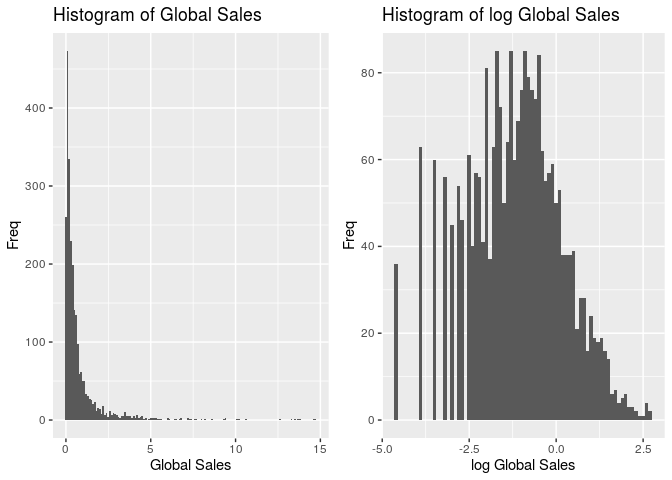 Histogram of Global Sales
Freq
400
300
200
100
0
0 5 10 15
Global Sales
Histogram of log Global Sales
Freq
80
60
40
20
0
-5.0 -2.5 0.0 2.5
log Global Sales